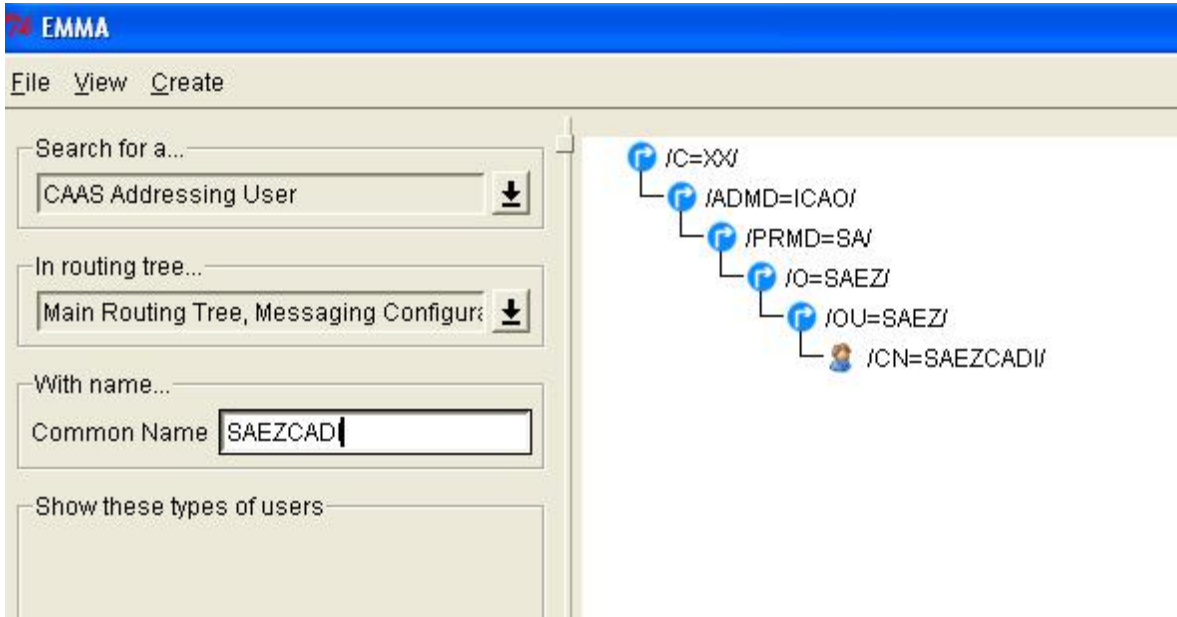 EMMA
File View Create
Search for a...
CAAS Addressing User
In routing tree...
Main Routing Tree, Messaging Configura
With name...
Common Name SAEZCADI
Show these types of users
/C=XX/
/ADMD=ICAO/
/PRMD=SA/
/O=SAEZ/
/OU=SAEZ/
/CN=SAEZCADI/